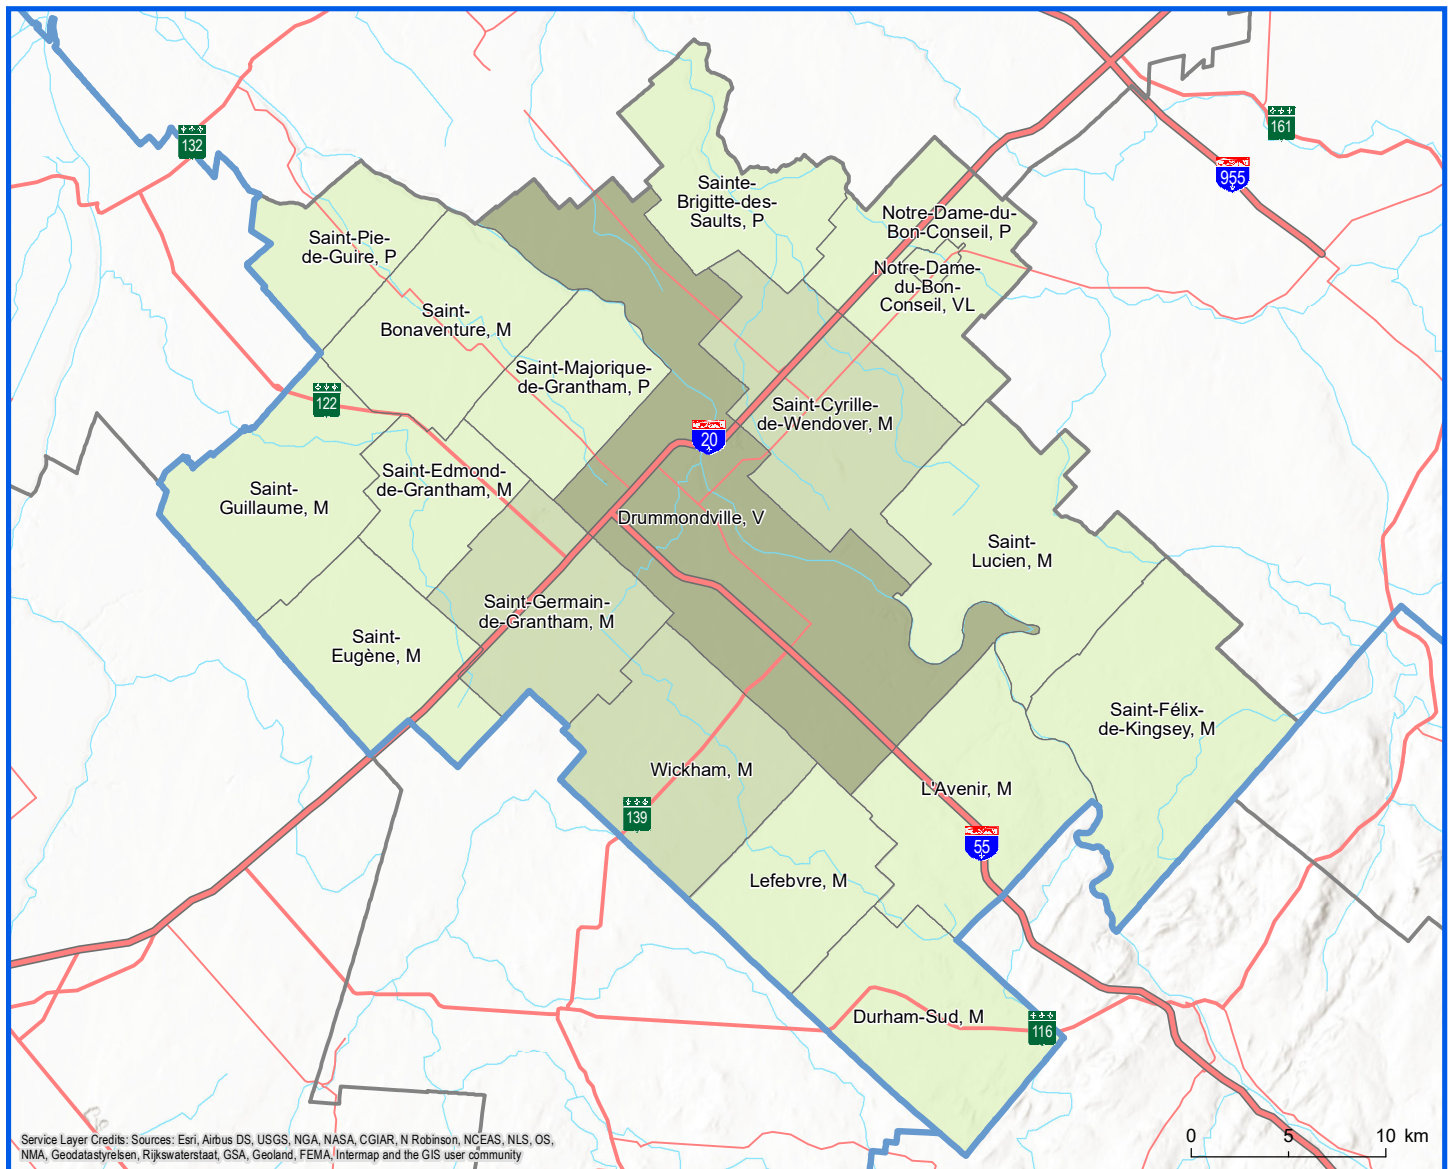 161
132
955
Sainte-
Brigitte-des-
Saults, P
Notre-Dame-du-
Bon-Conseil, P
Saint-Pie-
de-Guire, P
Notre-Dame-
du-Bon-
Conseil, VL
Saint-
Bonaventure, M
Saint-Majorique-
de-Grantham, P
122
Saint-Cyrille-
de-Wendover, M
20
Saint-Edmond-
de-Grantham, M
Saint-
Guillaume, M
Drummondville, V
Saint-
Lucien, M
Saint-Germain-
de-Grantham, M
Saint-
Eugène, M
Saint-Félix-
de-Kingsey, M
Wickham, M
L'Avenir, M
139
55
Lefebvre, M
Durham-Sud, M
116
0 5 10 km
Service Layer Credits: Sources: Esri, Airbus DS, USGS, NGA, NASA, CGIAR, N Robinson, NCEAS, NLS, OS,
NMA, Geodatastyrelsen, Rijkswaterstaat, GSA, Geoland, FEMA, Intermap and the GIS user community